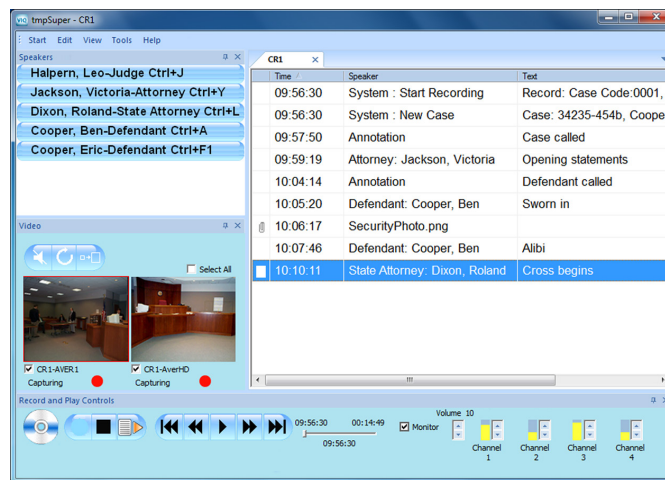 vio tmpSuper - CR1
Start Edit View Tools Help
Speakers
Halpern, Leo-Judge Ctrl+J
Jackson, Victoria-Attorney Ctrl+Y
Dixon, Roland-State Attorney Ctrl+L
Cooper, Ben-Defendant Ctrl+A
Cooper, Eric-Defendant Ctrl+F1
Video
Select All
CR1-AVER1 CR1-AverHD
Capturing Capturing
CR1
Time Speaker Text
09:56:30 System : Start Recording Record: Case Code:0001,
09:56:30 System : New Case Case: 34235-454b, Coope
09:57:50 Annotation Case called
09:59:19 Attorney: Jackson, Victoria Opening statements
10:04:14 Annotation Defendant called
10:05:20 Defendant: Cooper, Ben Sworn in
10:06:17 SecurityPhoto.png
10:07:46 Defendant: Cooper, Ben Alibi
10:10:11 State Attorney: Dixon, Roland Cross begins
Record and Play Controls
09:56:30 00:14:49
09:56:30
Monitor
Volume 10
Channel 1
Channel 2
Channel 3
Channel 4